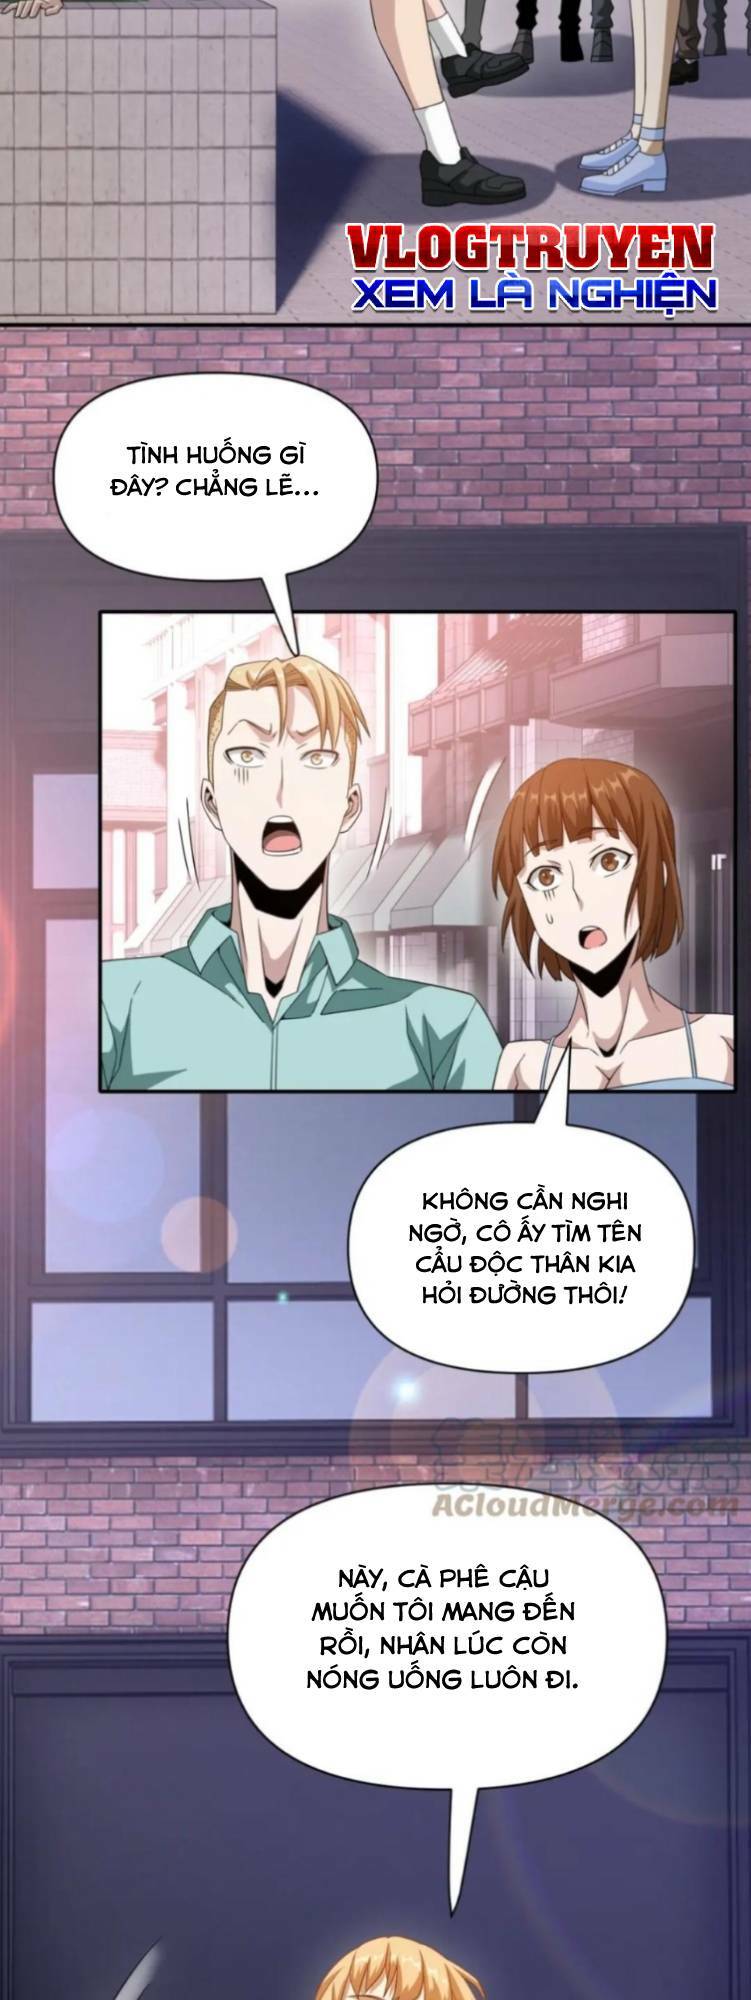 VLOGTRUYEN
XEM LÀ NGHIỆN
TÌNH HUỐNG GÌ
ĐÂY? CHẲNG LẼ...
KHÔNG CẦN NGHI
NGỜ, CÔ ẤY TÌM TÊN
CẨU ĐỘC THÂN KIA
HỎI ĐƯỜNG THÔI!
ACloudMerge.com
NÀY, CÀ PHÊ CẬU
MUỐN TÔI MANG ĐẾN
RỒI, NHÂN LÚC CÒN
NÓNG UỐNG LUÔN ĐI.